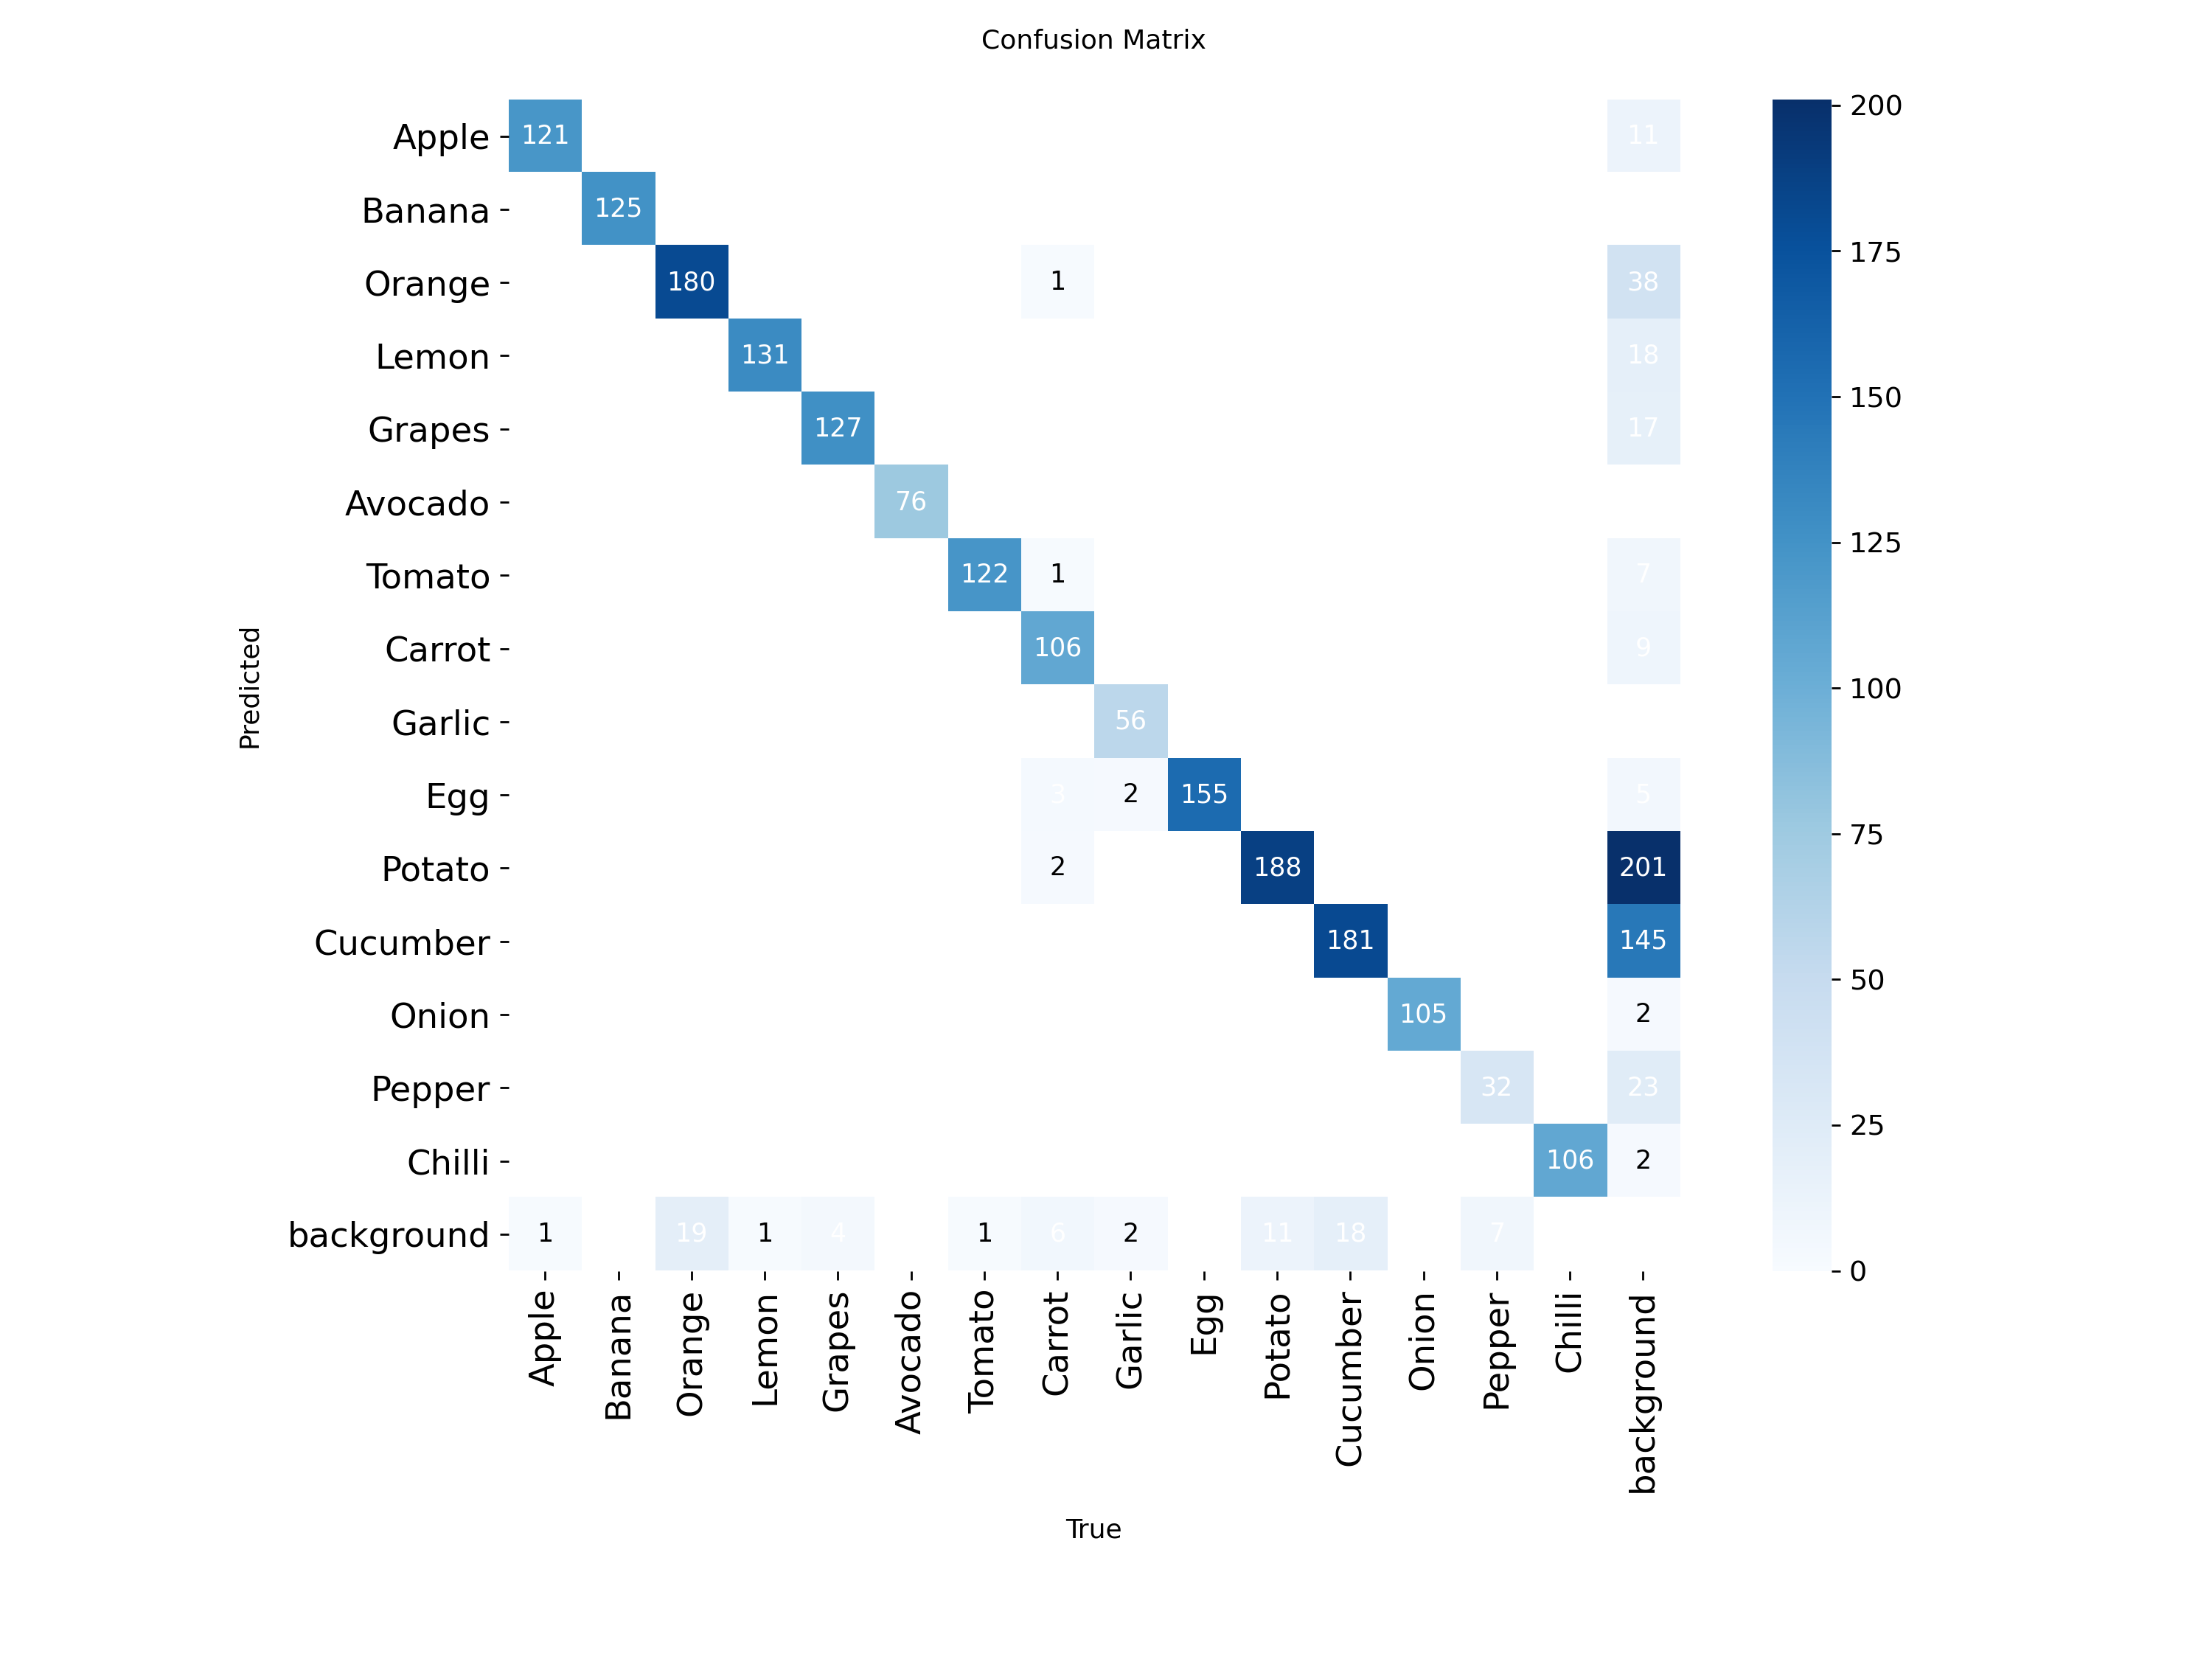 Confusion Matrix
Apple 121 11
Banana 125
Orange 180 1 38
Lemon 131 18
Grapes 127 17
Avocado 76
Tomato 122 1 7
Carrot 106 9
Garlic 56
Egg 3 2 155 5
Potato 2 188 201
Cucumber 181 145
Onion 105 2
Pepper 32 23
Chilli 106 2
background 1 19 1 4 1 6 2 11 18 7
Apple Banana Orange Lemon Grapes Avocado Tomato Carrot Garlic Egg Potato Cucumber Onion Pepper Chilli background
Predicted
True
200
175
150
125
100
75
50
25
0